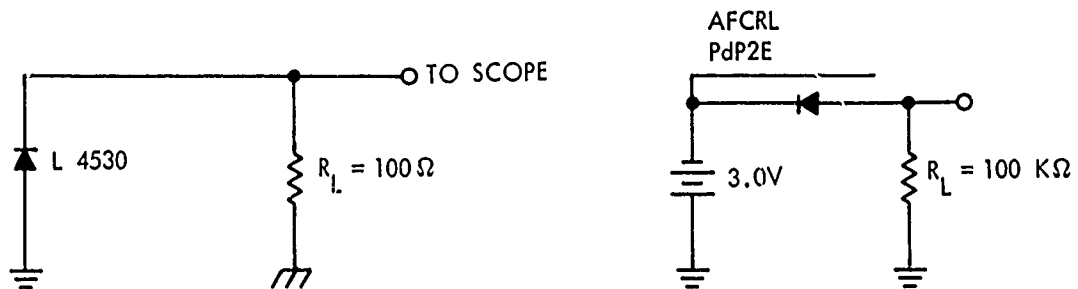 TO SCOPE
L 4530
R_L = 100 Ω
AFCRL
PdP2E
3.0V
R_L = 100 KΩ